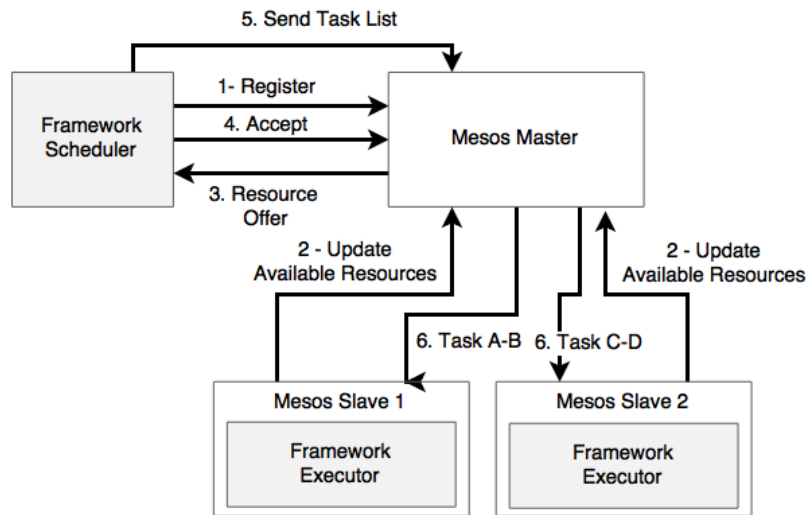 5. Send Task List
1- Register
Framework
Scheduler
4. Accept
Mesos Master
3. Resource
Offer
2 - Update
Available Resources
2 - Update
Available Resources
6. Task A-B
6. Task C-D
Mesos Slave 1
Mesos Slave 2
Framework
Executor
Framework
Executor